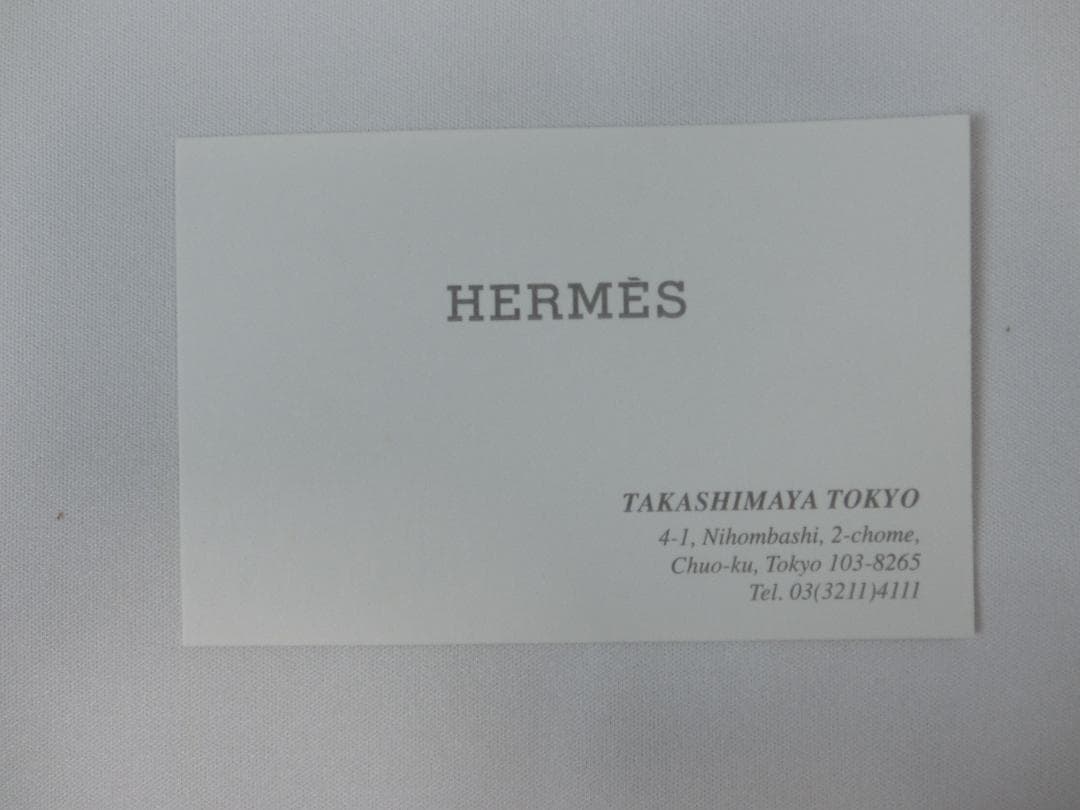 HERMÈS
TAKASHIMAYA TOKYO
4-1, Nihombashi, 2-chome,
Chuo-ku, Tokyo 103-8265
Tel. 03(3211)4111